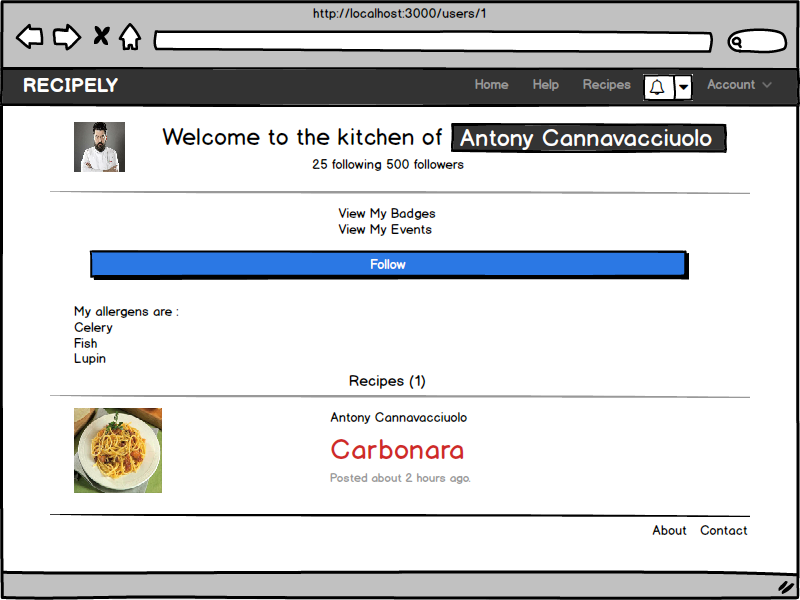 http://localhost:3000/users/1
RECIPELY Home Help Recipes Account
Welcome to the kitchen of Antony Cannavacciuolo
25 following 500 followers
View My Badges
View My Events
Follow
My allergens are :
Celery
Fish
Lupin
Recipes (1)
Antony Cannavacciuolo
Carbonara
Posted about 2 hours ago.
About Contact